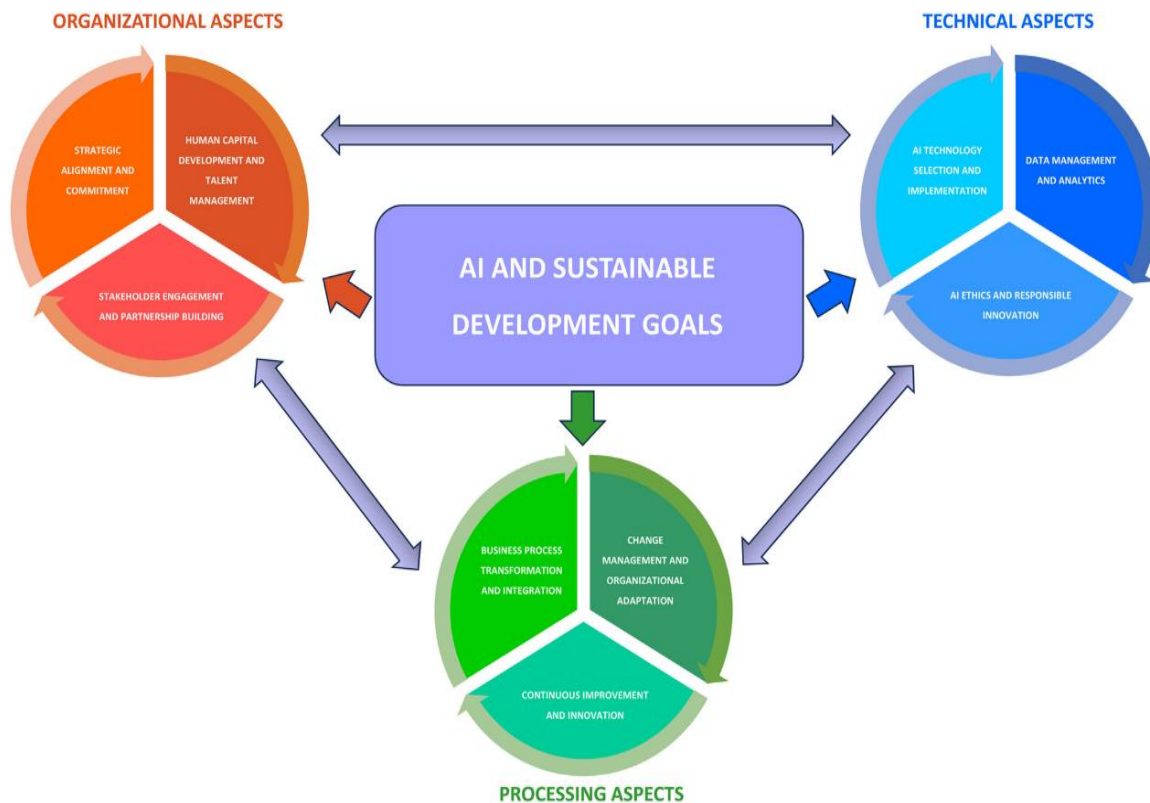 ORGANIZATIONAL ASPECTS
STRATEGIC
ALIGNMENT AND
COMMITMENT
HUMAN CAPITAL
DEVELOPMENT AND
TALENT
MANAGEMENT
STAKEHOLDER ENGAGEMENT
AND PARTNERSHIP BUILDING
TECHNICAL ASPECTS
AI TECHNOLOGY
SELECTION AND
IMPLEMENTATION
DATA MANAGEMENT
AND ANALYTICS
AI ETHICS AND RESPONSIBLE
INNOVATION
AI AND SUSTAINABLE
DEVELOPMENT GOALS
BUSINESS PROCESS
TRANSFORMATION
AND INTEGRATION
CHANGE
MANAGEMENT AND
ORGANIZATIONAL
ADAPTATION
CONTINUOUS IMPROVEMENT
AND INNOVATION
PROCESSING ASPECTS